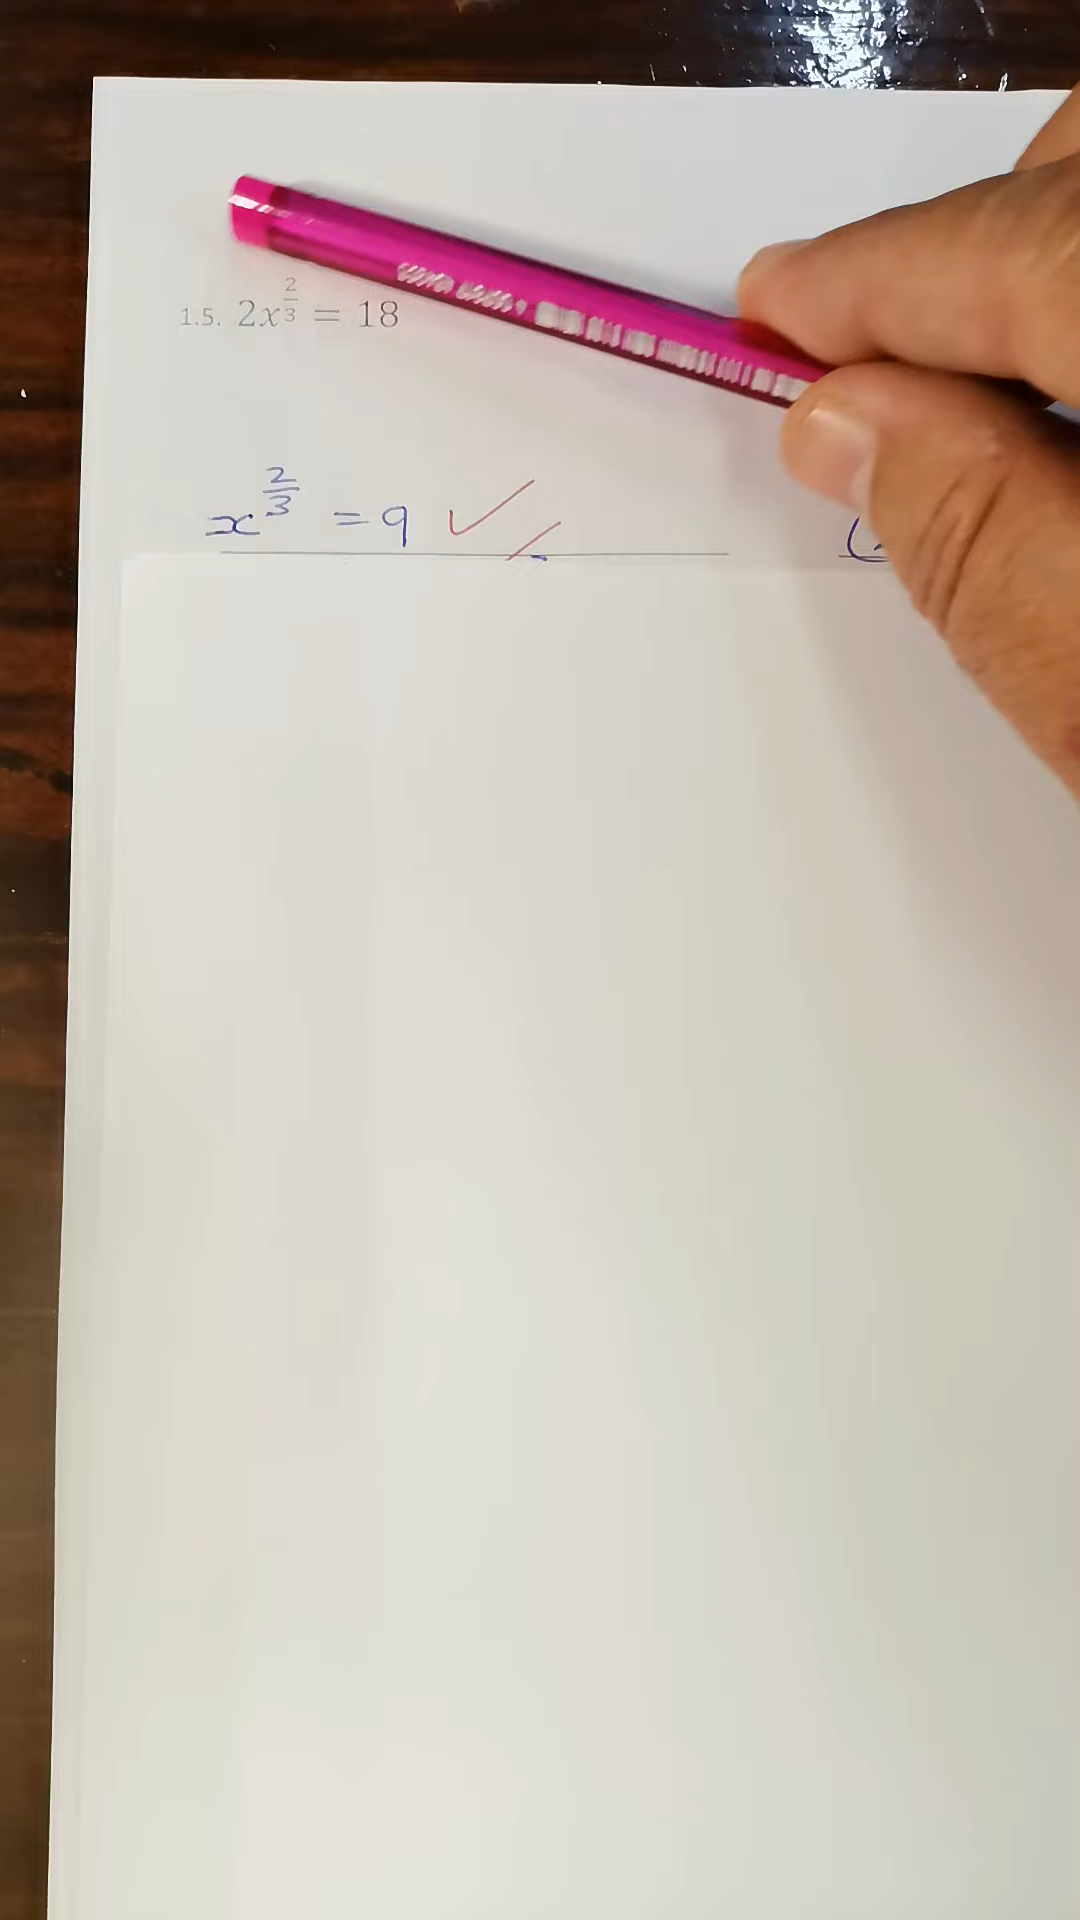 1.5. 2x^{2/3} = 18
x^{2/3} = 9 ✓